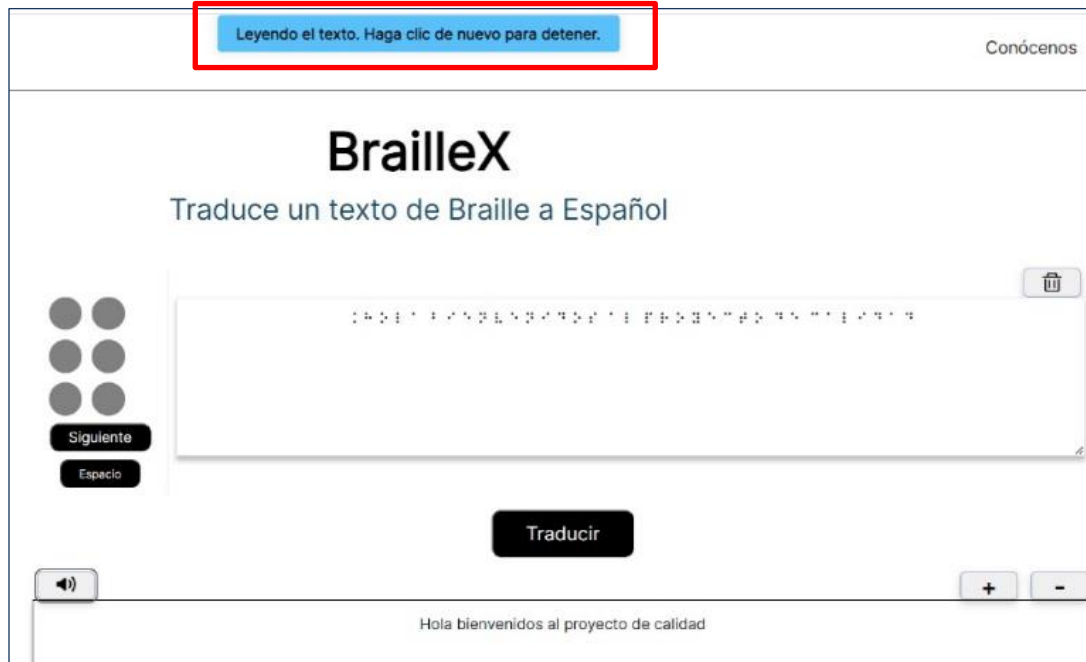 Leyendo el texto. Haga clic de nuevo para detener.
Conócenos
BrailleX
Traduce un texto de Braille a Español
Siguiente
Espacio
Traducir
+ -
Hola bienvenidos al proyecto de calidad